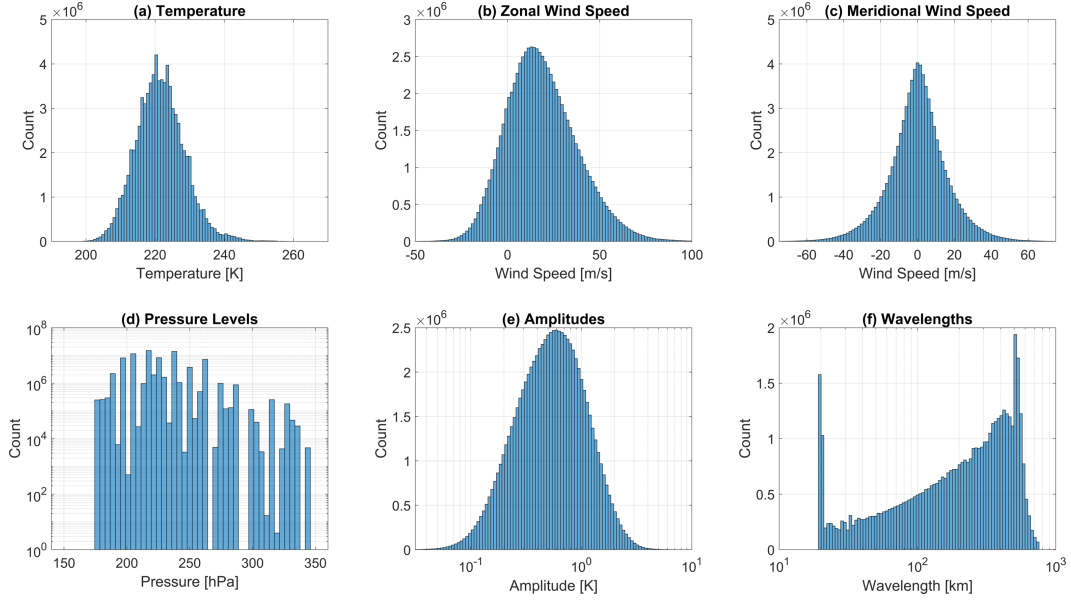 (a) Temperature
×10^6
5
4
3
2
1
0
Count
200 220 240 260
Temperature [K]
(b) Zonal Wind Speed
×10^6
3
2.5
2
1.5
1
0.5
0
Count
-50 0 50 100
Wind Speed [m/s]
(c) Meridional Wind Speed
×10^6
5
4
3
2
1
0
Count
-60 -40 -20 0 20 40 60
Wind Speed [m/s]
(d) Pressure Levels
10^8
10^6
10^4
10^2
10^0
Count
150 200 250 300 350
Pressure [hPa]
(e) Amplitudes
×10^6
2.5
2
1.5
1
0.5
0
Count
10^-1 10^0 10^1
Amplitude [K]
(f) Wavelengths
×10^6
2
1.5
1
0.5
0
Count
10^1 10^2 10^3
Wavelength [km]